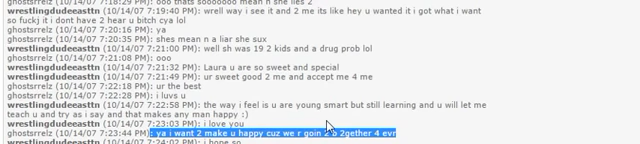 ghostsrrelz (10/14/07 7:18:29 PM): ooo thats sooooooo mean n she lies 2
wrestlingdudeeasttn (10/14/07 7:19:40 PM): wrell way i see it and 2 me its like hey u wanted it i got what i want
so fuckj it i dont have 2 hear u bitch cya lol
ghostsrrelz (10/14/07 7:20:16 PM): ya
ghostsrrelz (10/14/07 7:20:35 PM): shes mean n a liar she sux
wrestlingdudeeasttn (10/14/07 7:21:00 PM): well sh was 19 2 kids and a drug prob lol
ghostsrrelz (10/14/07 7:21:08 PM): ooo
wrestlingdudeeasttn (10/14/07 7:21:32 PM): Laura u are so sweet and special
wrestlingdudeeasttn (10/14/07 7:21:49 PM): ur sweet good 2 me and accept me 4 me
ghostsrrelz (10/14/07 7:22:18 PM): ur the best
ghostsrrelz (10/14/07 7:22:28 PM): i luvs u
wrestlingdudeeasttn (10/14/07 7:22:58 PM): the way i feel is u are young smart but still learning and u will let me
teach u and try as i say and that makes any man happy :)
wrestlingdudeeasttn (10/14/07 7:23:03 PM): i love you
ghostsrrelz (10/14/07 7:23:44 PM): ya i want 2 make u happy cuz we r goin 2 b 2gether 4 evr
wrestlingdudeeasttn (10/14/07 7:24:02 PM): i hope so